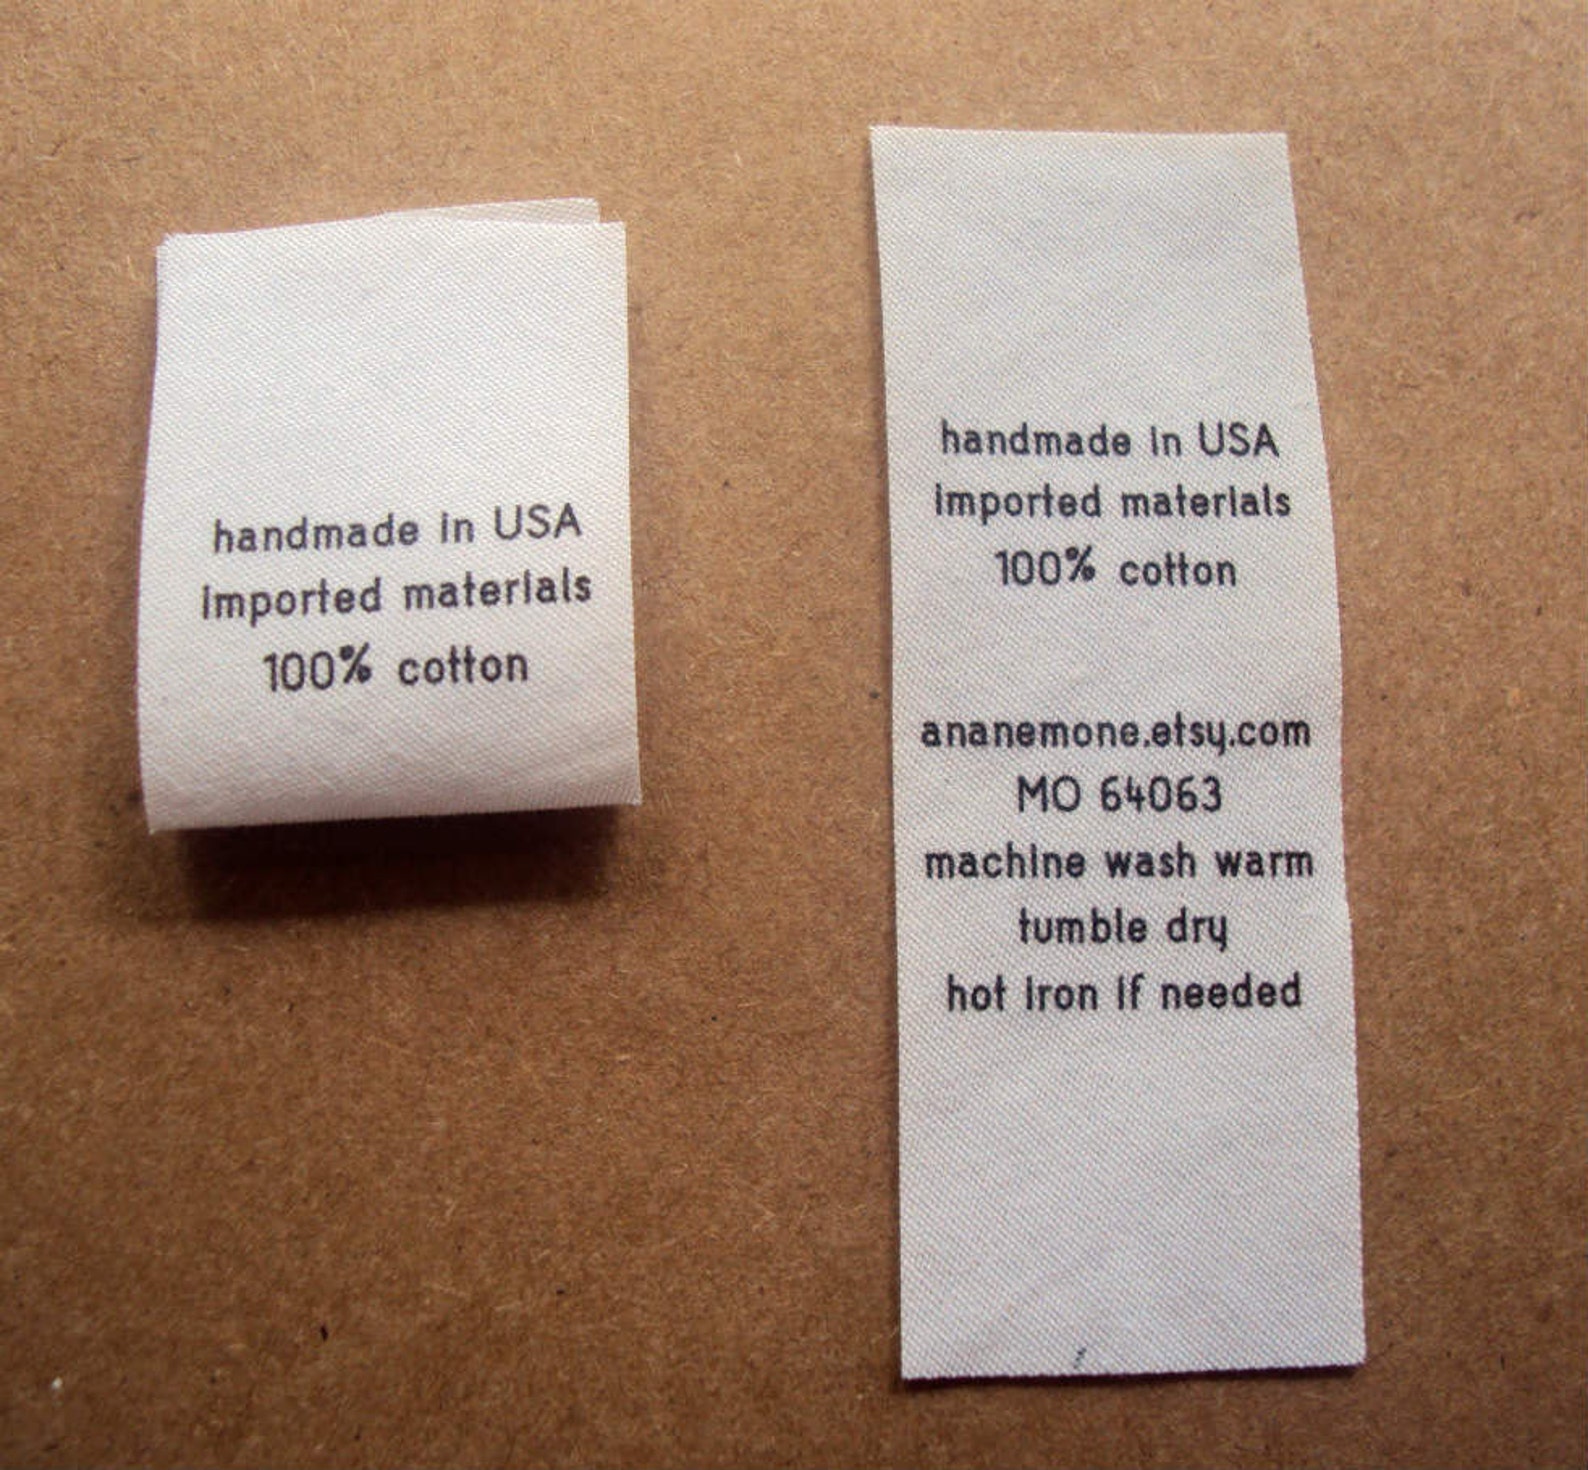 handmade in USA
imported materials
100% cotton
handmade in USA
imported materials
100% cotton
ananemone.etsy.com
MO 64063
machine wash warm
tumble dry
hot iron if needed